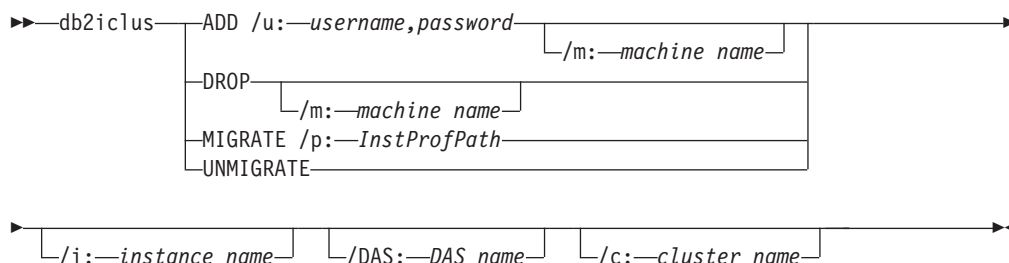 db2iclus ADD /u: username,password
/m: machine name
DROP
/m: machine name
MIGRATE /p: InstProfPath
UNMIGRATE
/i: instance name /DAS: DAS name /c: cluster name